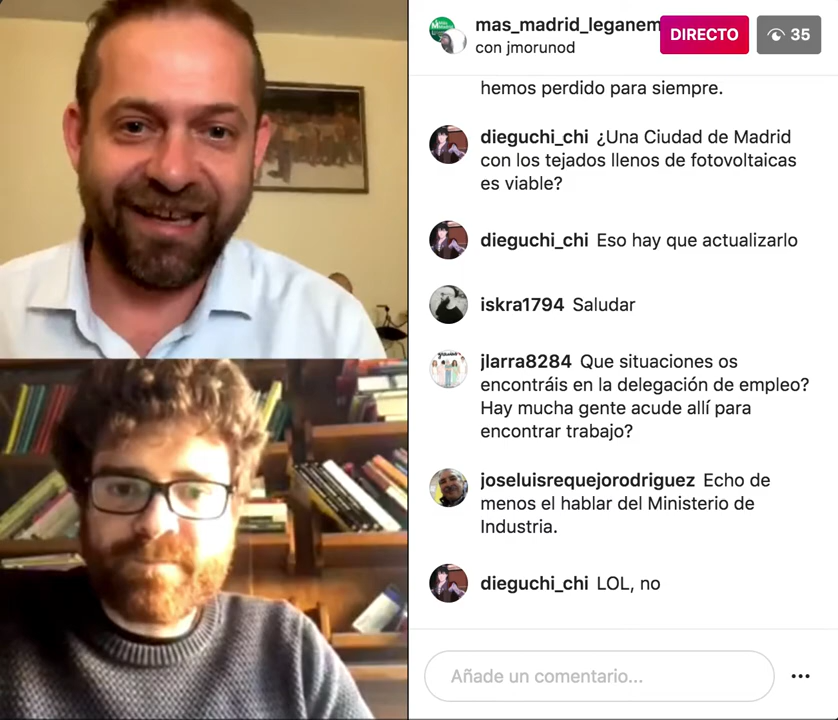 mas_madrid_leganem
con jmorunod
DIRECTO
35
hemos perdido para siempre.
dieguchi_chi ¿Una Ciudad de Madrid
con los tejados llenos de fotovoltaicas
es viable?
dieguchi_chi Eso hay que actualizarlo
iskra1794 Saludar
jlarra8284 Que situaciones os
encontráis en la delegación de empleo?
Hay mucha gente acude allí para
encontrar trabajo?
joseluisrequejorodriguez Echo de
menos el hablar del Ministerio de
Industria.
dieguchi_chi LOL, no
Añade un comentario...